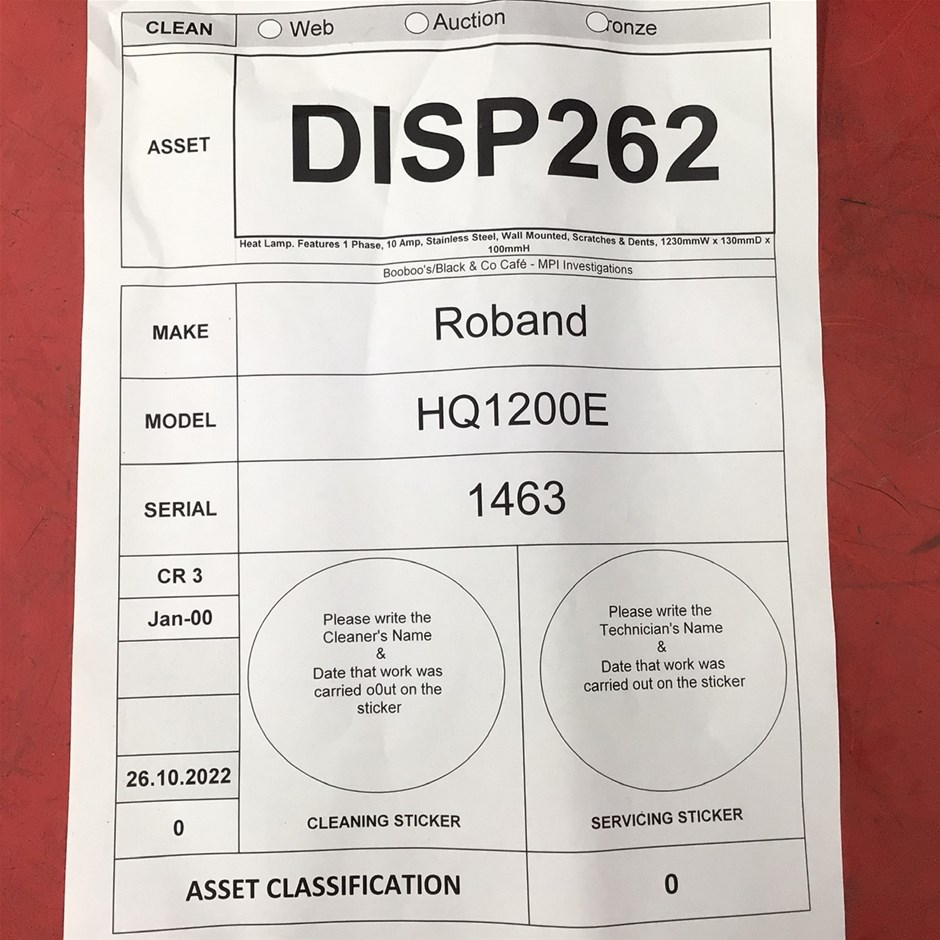 CLEAN Web Auction ronze
ASSET DISP262
Heat Lamp. Features 1 Phase, 10 Amp, Stainless Steel, Wall Mounted, Scratches & Dents, 1230mmW x 130mmD x
100mmH
Booboo's/Black & Co Café - MPI Investigations
MAKE Roband
MODEL HQ1200E
SERIAL 1463
CR 3
Jan-00
26.10.2022
0
Please write the
Cleaner's Name
&
Date that work was
carried o0ut on the
sticker
CLEANING STICKER
Please write the
Technician's Name
&
Date that work was
carried out on the sticker
SERVICING STICKER
ASSET CLASSIFICATION 0